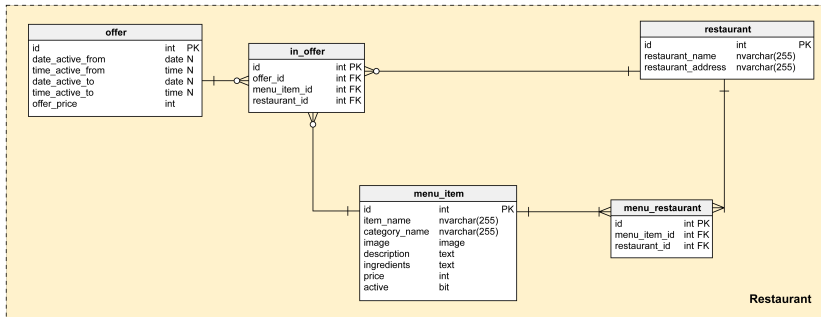 offer
id int PK
date_active_from date N
time_active_from time N
date_active_to date N
time_active_to time N
offer_price int
in_offer
id int PK
offer_id int FK
menu_item_id int FK
restaurant_id int FK
restaurant
id int PK
restaurant_name nvarchar(255)
restaurant_address nvarchar(255)
menu_item
id int PK
item_name nvarchar(255)
category_name nvarchar(255)
image image
description text
ingredients text
price int
active bit
menu_restaurant
id int PK
menu_item_id int FK
restaurant_id int FK
Restaurant